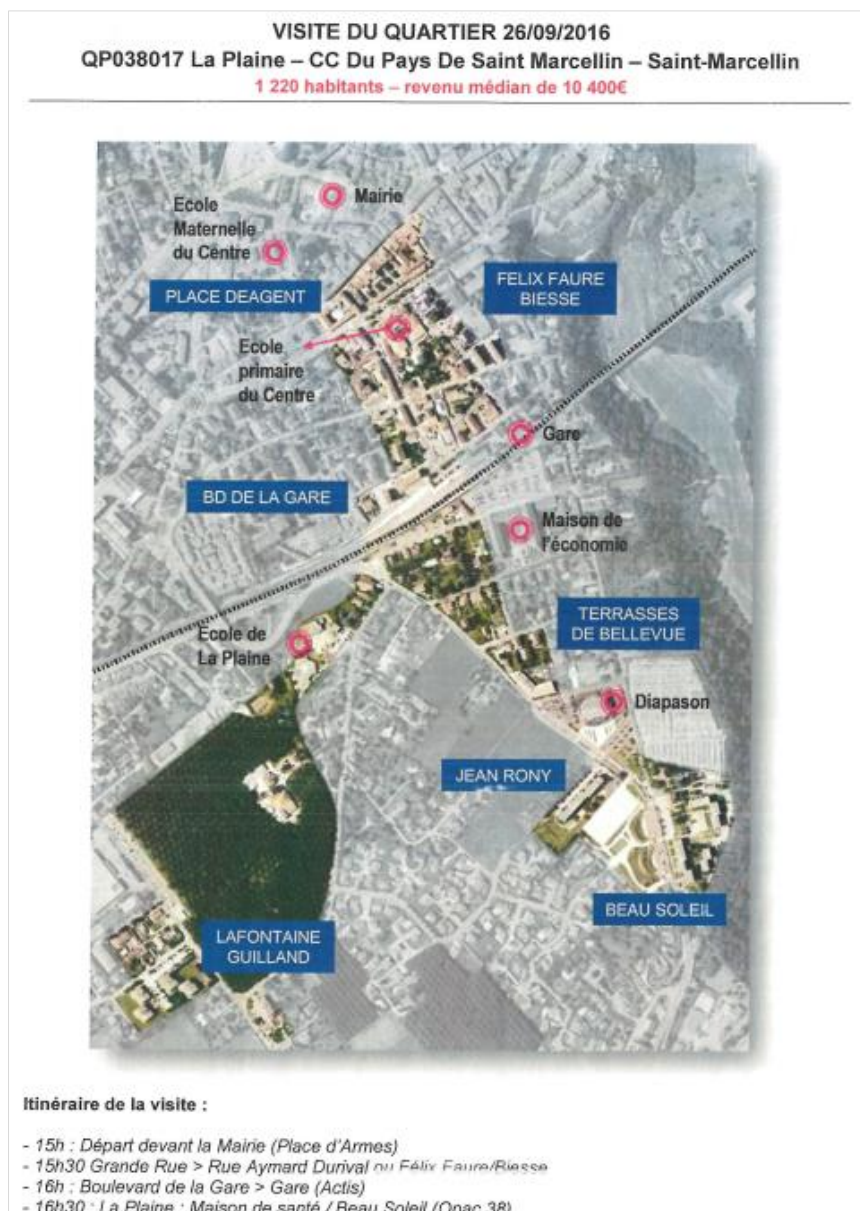 VISITE DU QUARTIER 26/09/2016
QP038017 La Plaine – CC Du Pays De Saint Marcellin – Saint-Marcellin
1 220 habitants – revenu médian de 10 400€
Mairie
Ecole
Maternelle
du Centre
PLACE DEAGENT
FELIX FAURE
BIESSE
Ecole
primaire
du Centre
Gare
BD DE LA GARE
Maison de
l'économie
TERRASSES
DE BELLEVUE
Ecole de
La Plaine
Diapason
JEAN RONY
BEAU SOLEIL
LAFONTAINE
GUILLAND
Itinéraire de la visite :
- 15h : Départ devant la Mairie (Place d'Armes)
- 15h30 Grande Rue > Rue Aymard Durival ou Félix Faure/Biesse
- 16h : Boulevard de la Gare > Gare (Actis)
- 16h30 : La Plaine : Maison de santé / Beau Soleil (Opac 38)